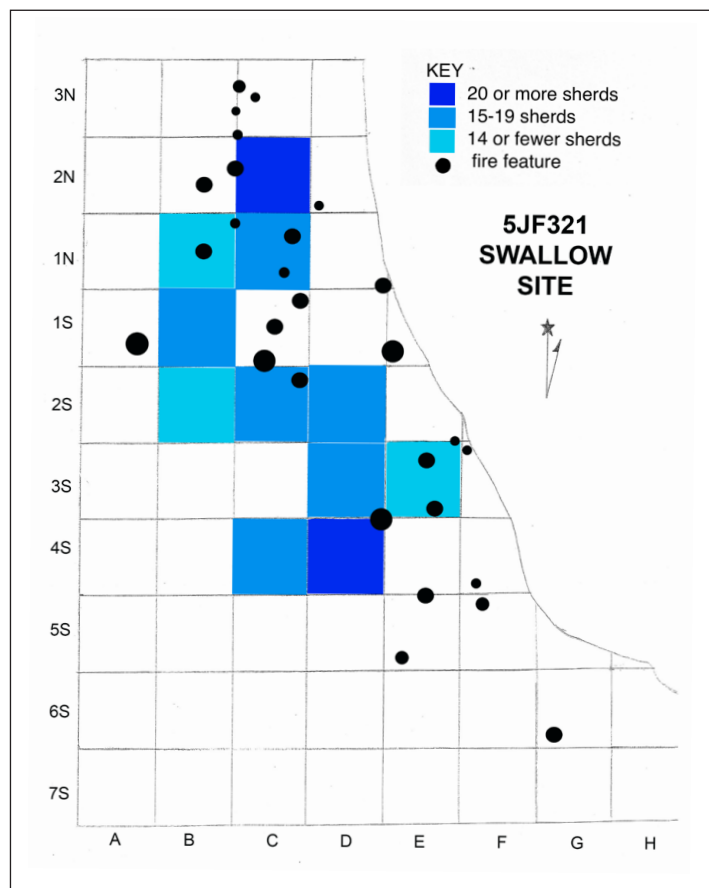 KEY
20 or more sherds
15-19 sherds
14 or fewer sherds
fire feature
5JF321
SWALLOW
SITE
3N
2N
1N
1S
2S
3S
4S
5S
6S
7S
A B C D E F G H